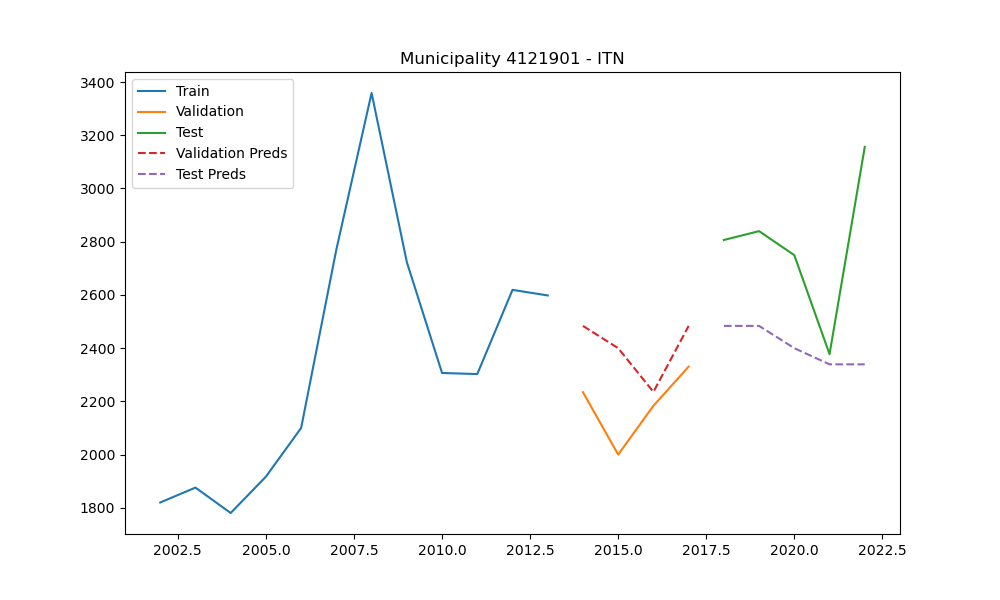 Municipality 4121901 - ITN
3400
3200
3000
2800
2600
2400
2200
2000
1800
Train
Validation
Test
Validation Preds
Test Preds
2002.5 2005.0 2007.5 2010.0 2012.5 2015.0 2017.5 2020.0 2022.5